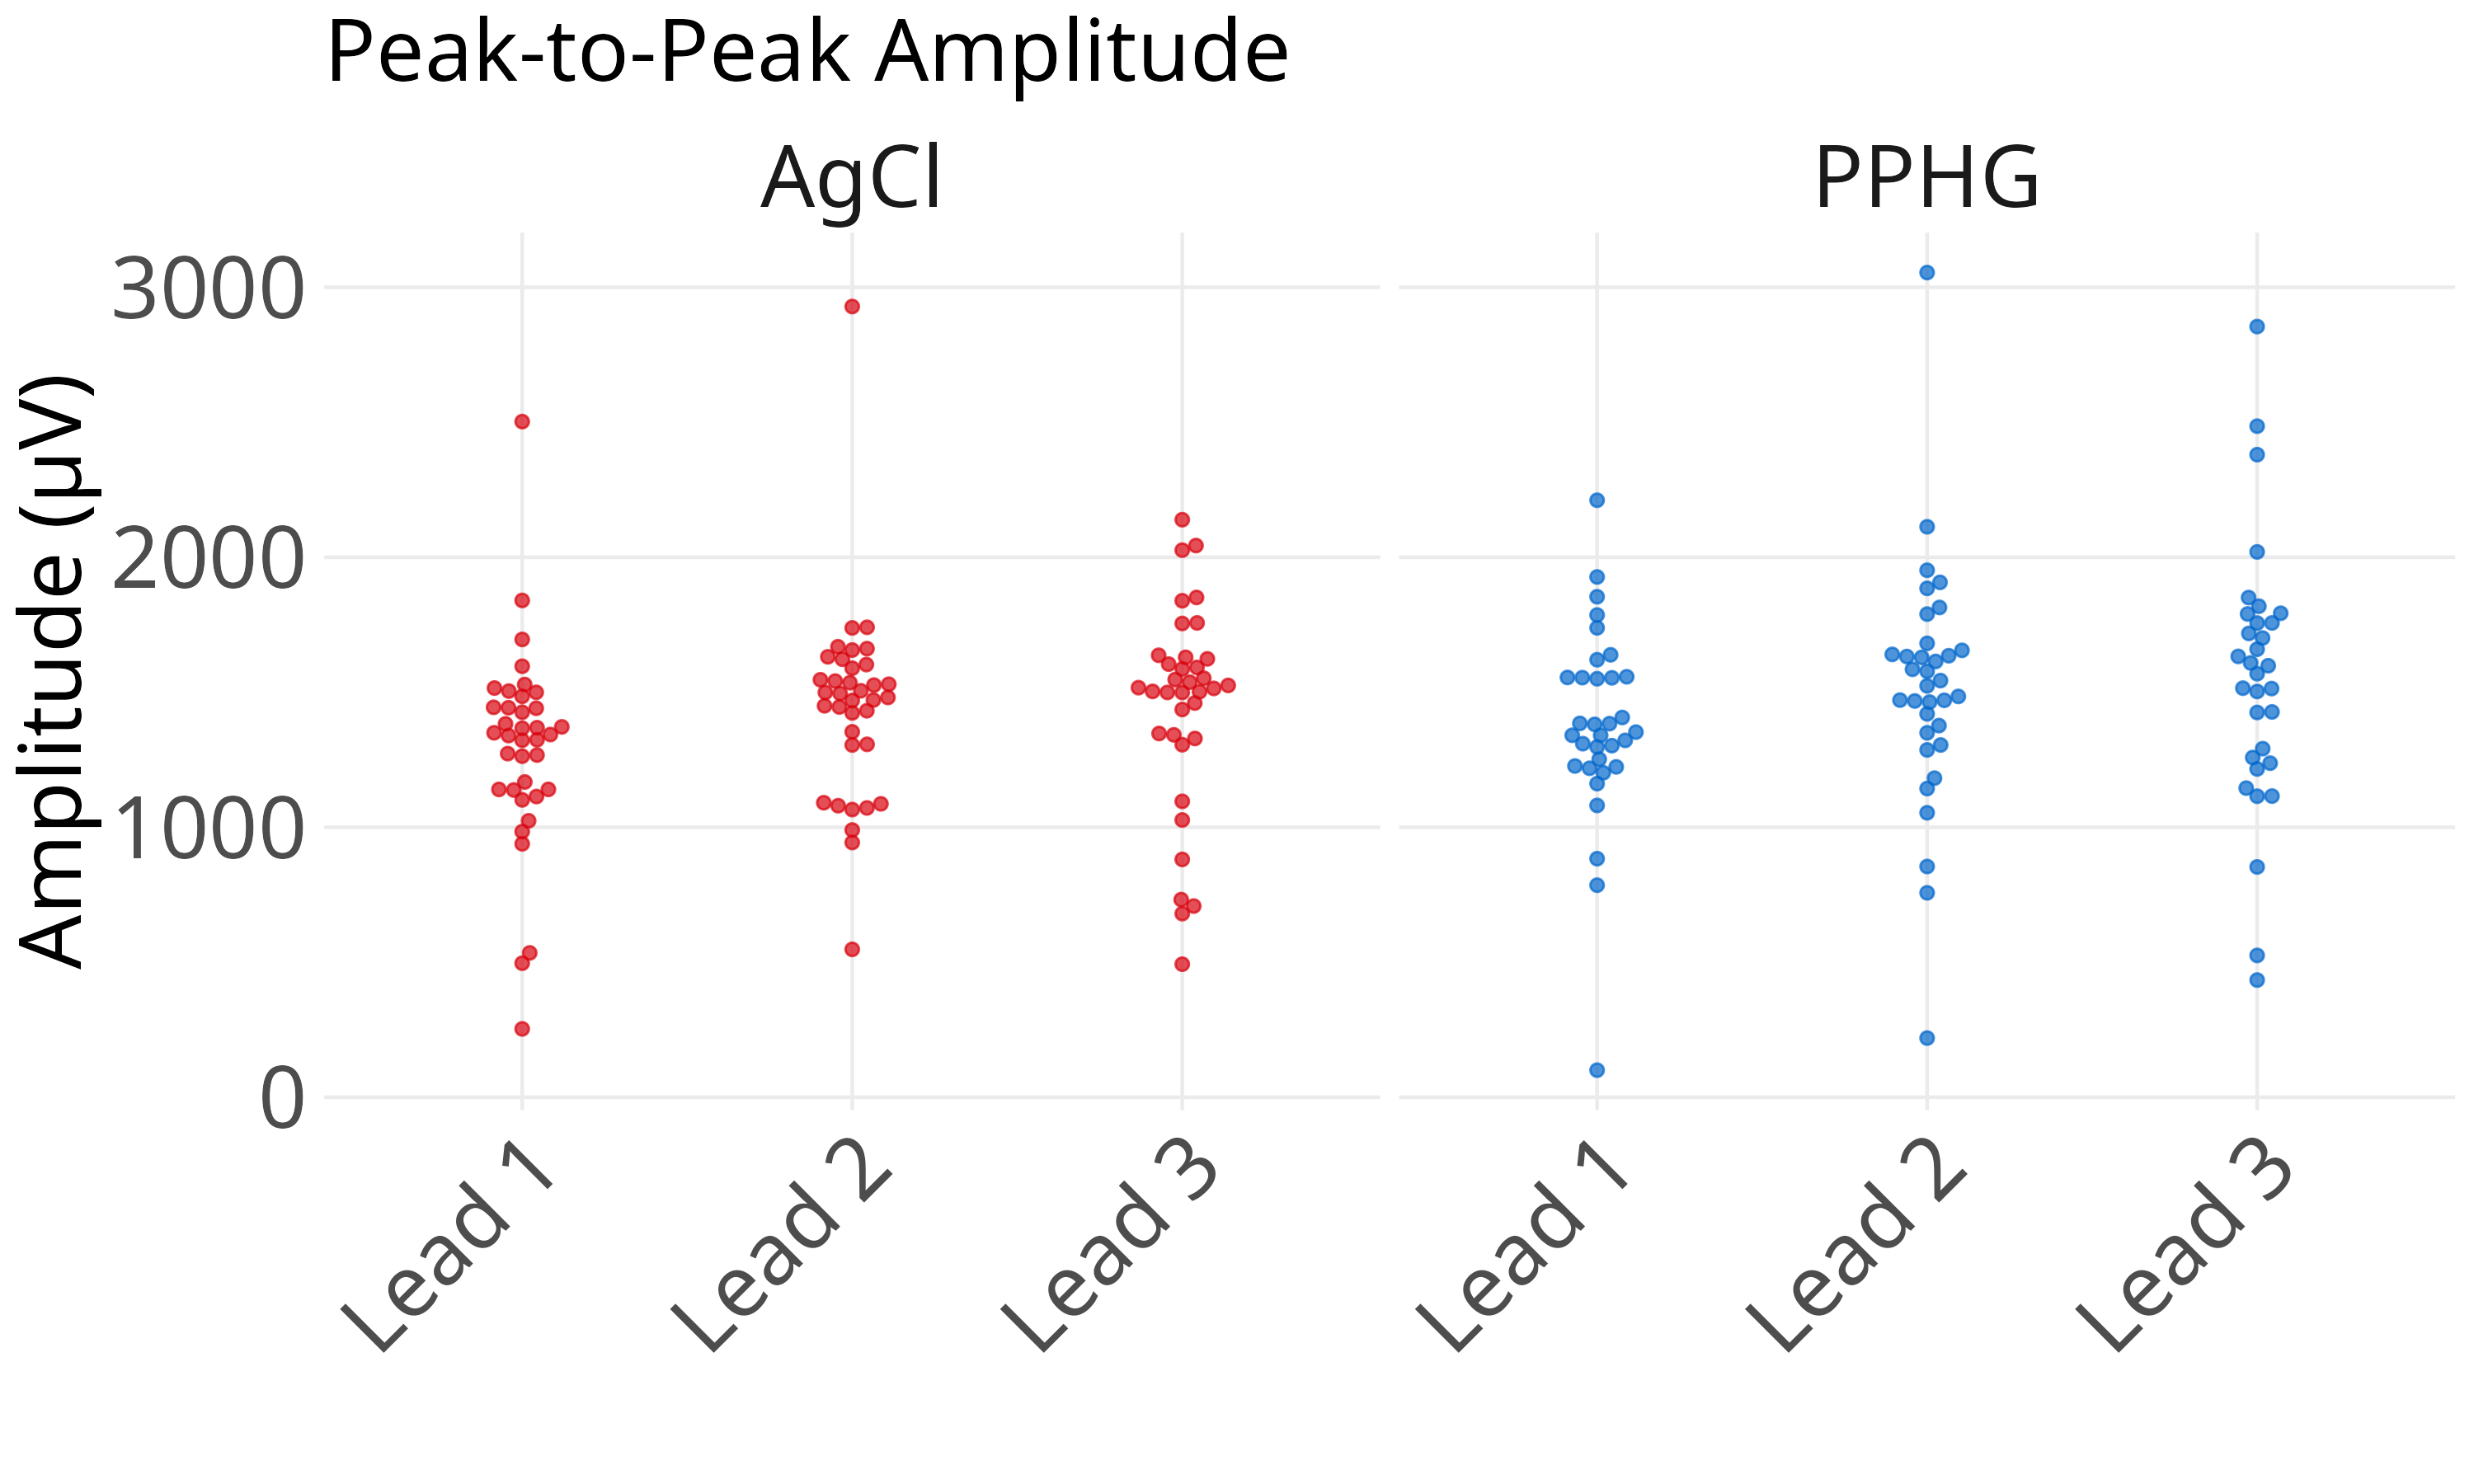 Peak-to-Peak Amplitude
AgCl
PPHG
Amplitude (µV)
3000
2000
1000
0
Lead 1
Lead 2
Lead 3
Lead 1
Lead 2
Lead 3